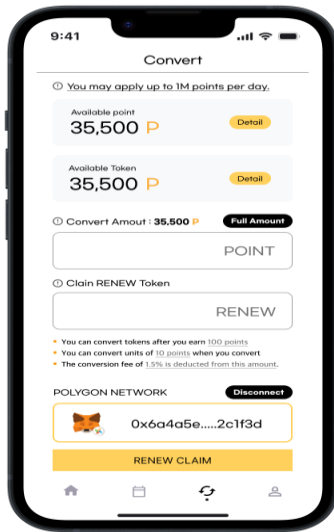 9:41
Convert
You may apply up to 1M points per day.
Available point
35,500 P
Detail
Available Token
35,500 P
Detail
Convert Amout : 35,500 P
Full Amount
POINT
Clain RENEW Token
RENEW
• You can convert tokens after you earn 100 points
• You can convert units of 10 points when you convert
• The conversion fee of 1.5% is deducted from this amount.
POLYGON NETWORK
Disconnect
0x6a4a5e.....2c1f3d
RENEW CLAIM